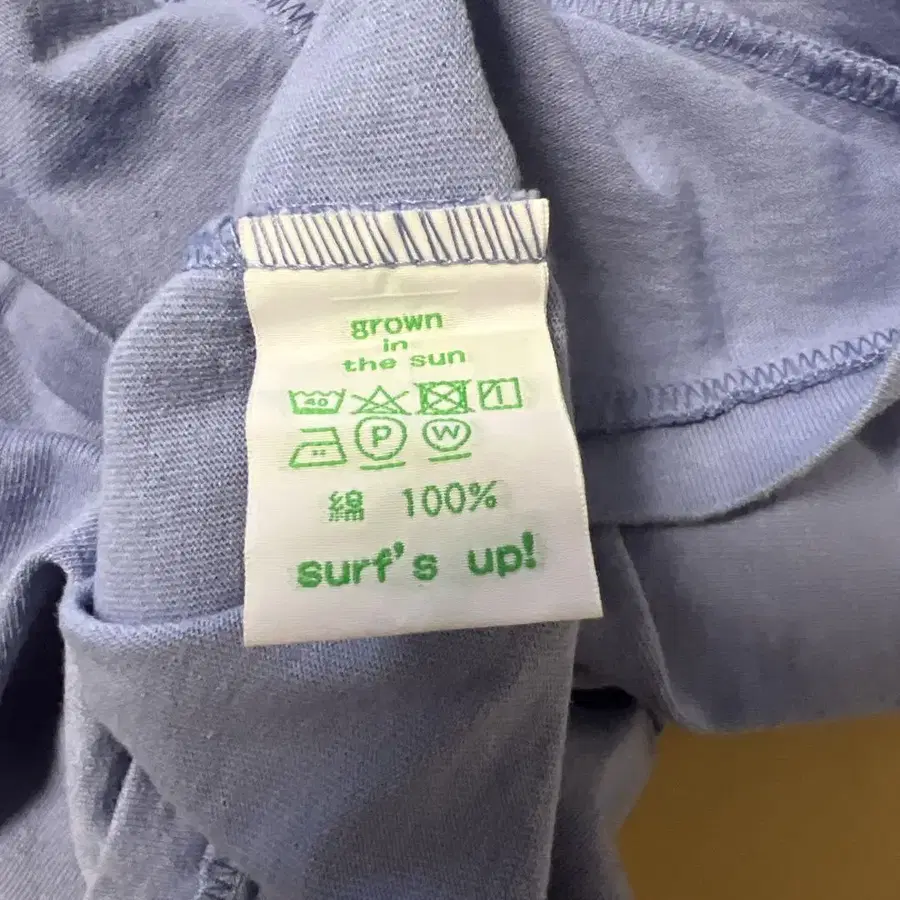 grown
in
the sun
40
P W
綿 100%
surf's up!